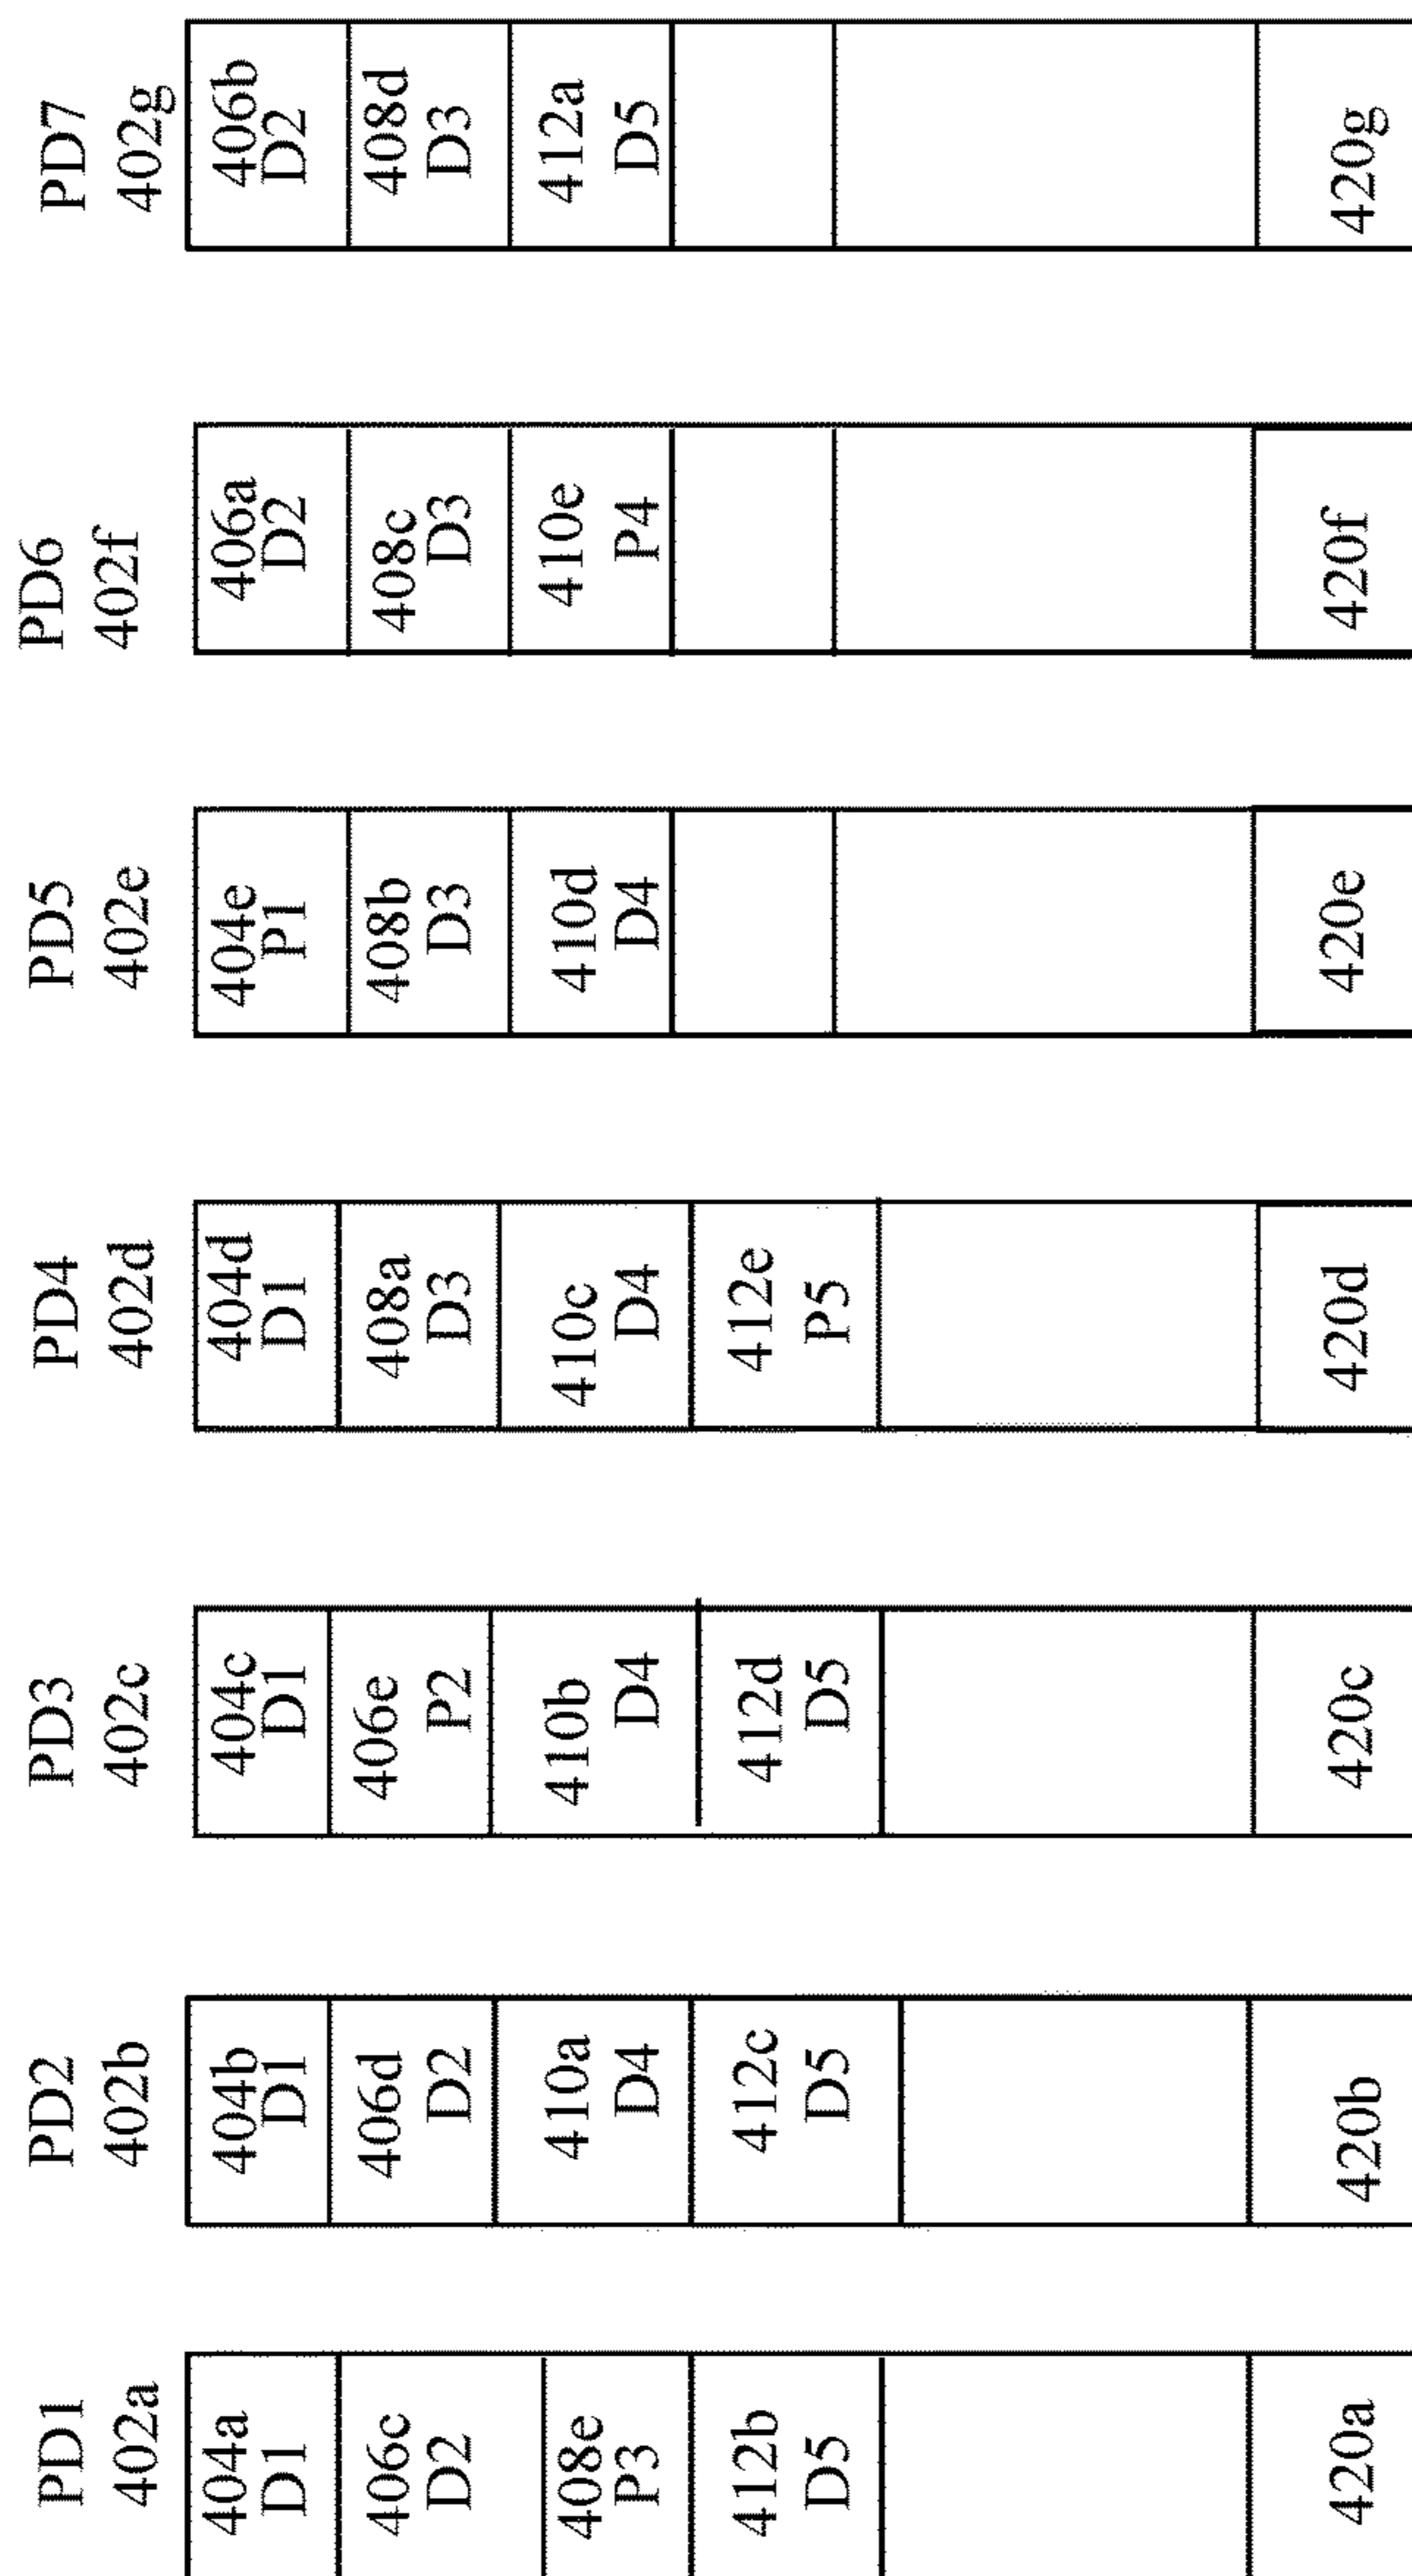 PD1
402a
404a
D1
406c
D2
408e
P3
412b
D5
420a
PD2
402b
404b
D1
406d
D2
410a
D4
412c
D5
420b
PD3
402c
404c
D1
406e
P2
410b
D4
412d
D5
420c
PD4
402d
404d
D1
408a
D3
410c
D4
412e
P5
420d
PD5
402e
404e
P1
408b
D3
410d
D4
420e
PD6
402f
406a
D2
408c
D3
410e
P4
420f
PD7
402g
406b
D2
408d
D3
412a
D5
420g